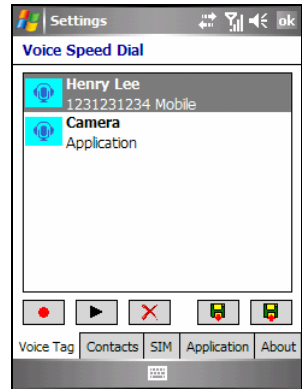 Settings
ok
Voice Speed Dial
Henry Lee
1231231234 Mobile
Camera
Application
Voice Tag Contacts SIM Application About